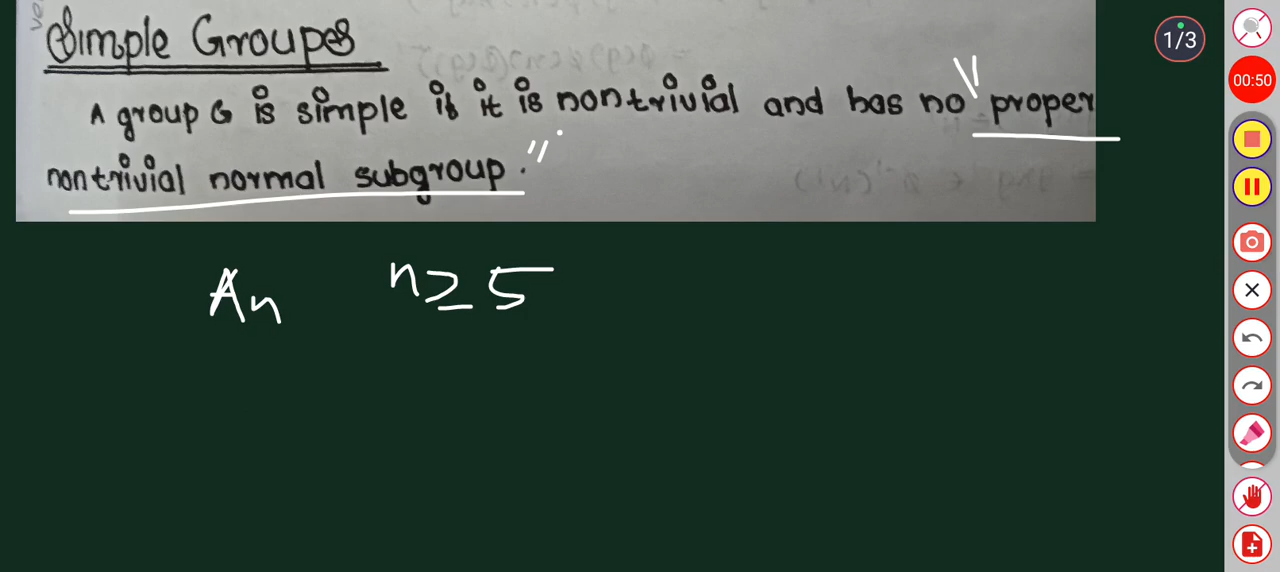 Simple Groupes
A group G is simple if it is nontrivial and has no "proper
nontrivial normal subgroup."
An n ≥ 5
1/3
00:50